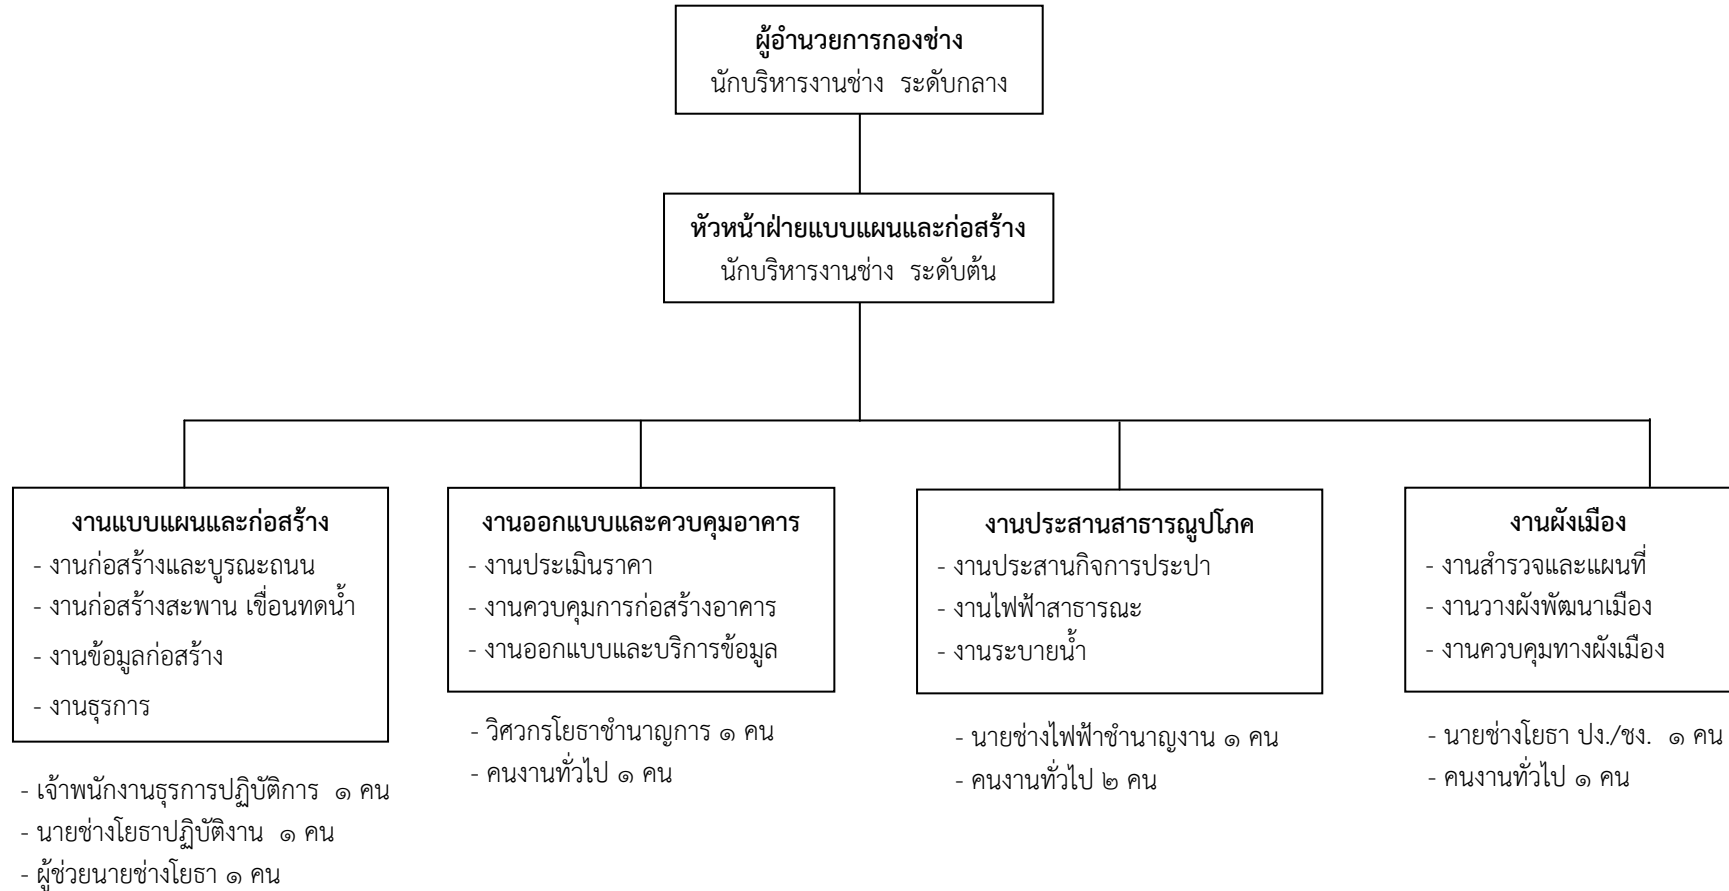 ผู้อำนวยการกองช่าง
นักบริหารงานช่าง ระดับกลาง
หัวหน้าฝ่ายแบบแผนและก่อสร้าง
นักบริหารงานช่าง ระดับต้น
งานแบบแผนและก่อสร้าง
- งานก่อสร้างและบูรณะถนน
- งานก่อสร้างสะพาน เขื่อนทดน้ำ
- งานข้อมูลก่อสร้าง
- งานธุรการ
- เจ้าพนักงานธุรการปฏิบัติการ ๑ คน
- นายช่างโยธาปฏิบัติงาน ๑ คน
- ผู้ช่วยนายช่างโยธา ๑ คน
งานออกแบบและควบคุมอาคาร
- งานประเมินราคา
- งานควบคุมการก่อสร้างอาคาร
- งานออกแบบและบริการข้อมูล
- วิศวกรโยธาชำนาญการ ๑ คน
- คนงานทั่วไป ๑ คน
งานประสานสาธารณูปโภค
- งานประสานกิจการประปา
- งานไฟฟ้าสาธารณะ
- งานระบายน้ำ
- นายช่างไฟฟ้าชำนาญงาน ๑ คน
- คนงานทั่วไป ๒ คน
งานผังเมือง
- งานสำรวจและแผนที่
- งานวางผังพัฒนาเมือง
- งานควบคุมทางผังเมือง
- นายช่างโยธา ปง./ชง. ๑ คน
- คนงานทั่วไป ๑ คน